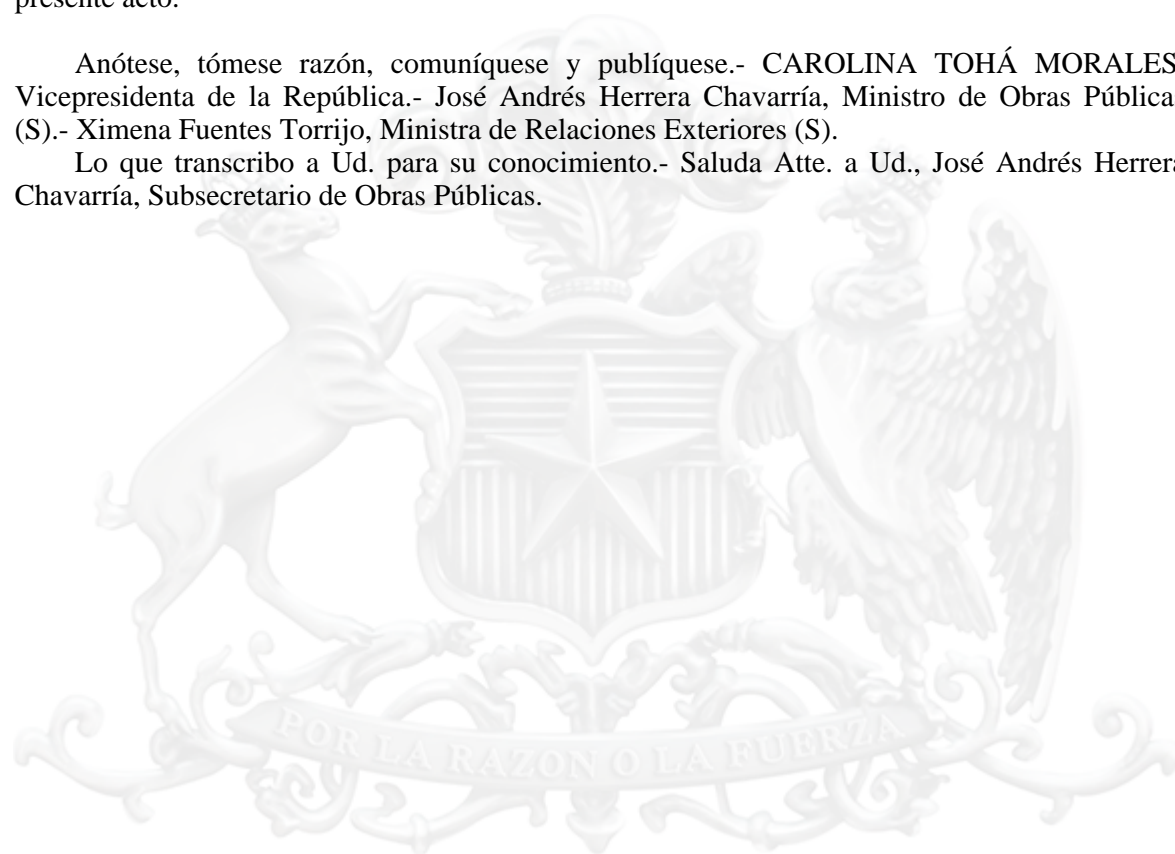 presente acto.
Anótese, tómese razón, comuníquese y publíquese.- CAROLINA TOHÁ MORALES
Vicepresidenta de la República.- José Andrés Herrera Chavarría, Ministro de Obras Pública
(S).- Ximena Fuentes Torrijo, Ministra de Relaciones Exteriores (S).
Lo que transcribo a Ud. para su conocimiento.- Saluda Atte. a Ud., José Andrés Herrera
Chavarría, Subsecretario de Obras Públicas.
POR LA RAZON O LA FUERZA